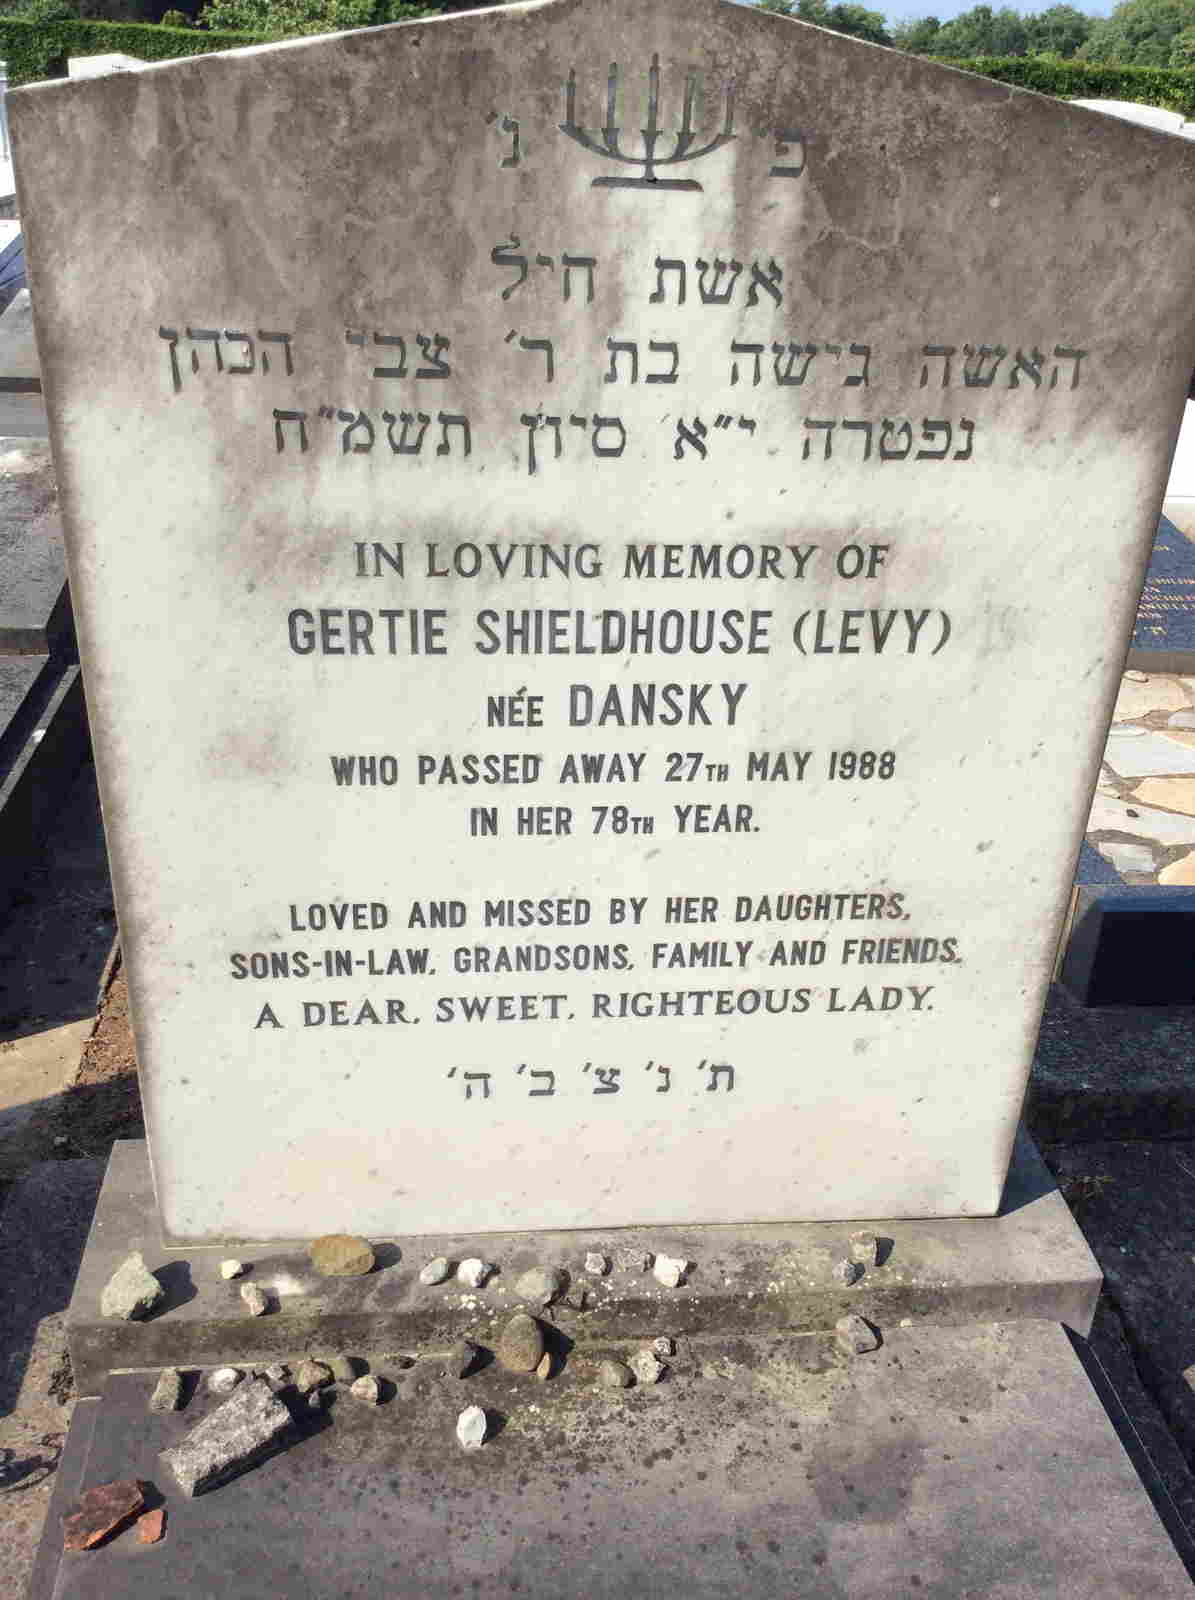 פ׳ נ׳
אשת חיל
האשה גישה בת ר׳ צבי הכהן
נפטרה י״א סיון תשמ״ח
IN LOVING MEMORY OF
GERTIE SHIELDHOUSE (LEVY)
NÉE DANSKY
WHO PASSED AWAY 27TH MAY 1988
IN HER 78TH YEAR.
LOVED AND MISSED BY HER DAUGHTERS,
SONS-IN-LAW, GRANDSONS, FAMILY AND FRIENDS.
A DEAR, SWEET, RIGHTEOUS LADY.
ת׳ נ׳ צ׳ ב׳ ה׳